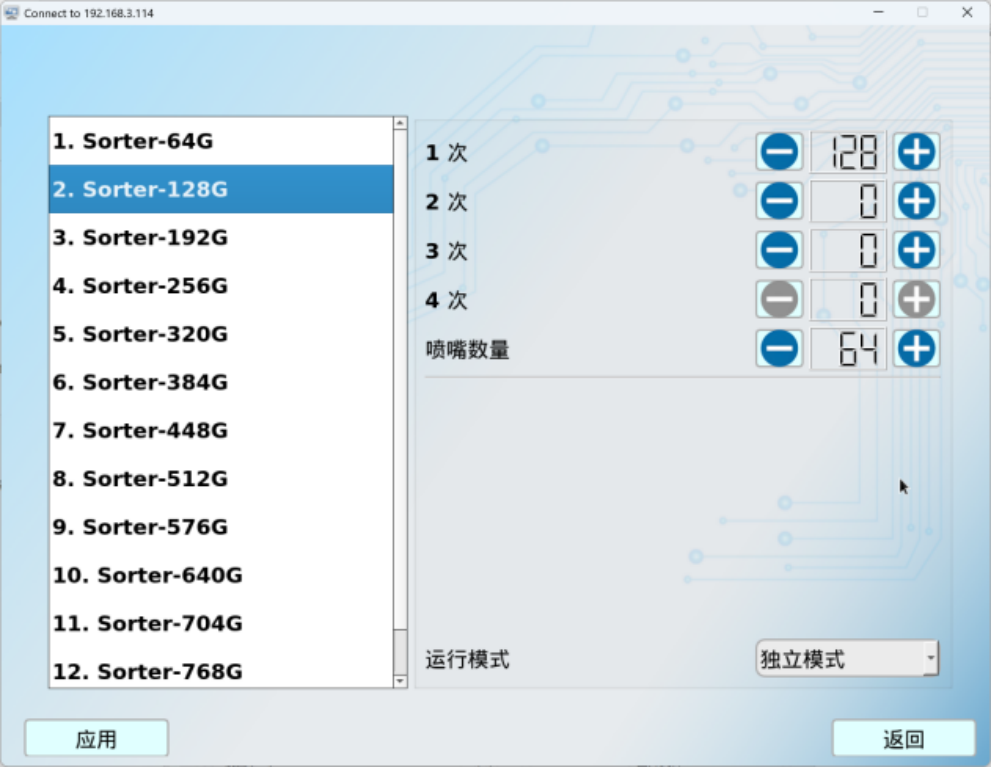 Connect to 192.168.3.114
1. Sorter-64G
2. Sorter-128G
3. Sorter-192G
4. Sorter-256G
5. Sorter-320G
6. Sorter-384G
7. Sorter-448G
8. Sorter-512G
9. Sorter-576G
10. Sorter-640G
11. Sorter-704G
12. Sorter-768G
1 次 128
2 次 0
3 次 0
4 次 0
喷嘴数量 64
运行模式 独立模式
应用 返回